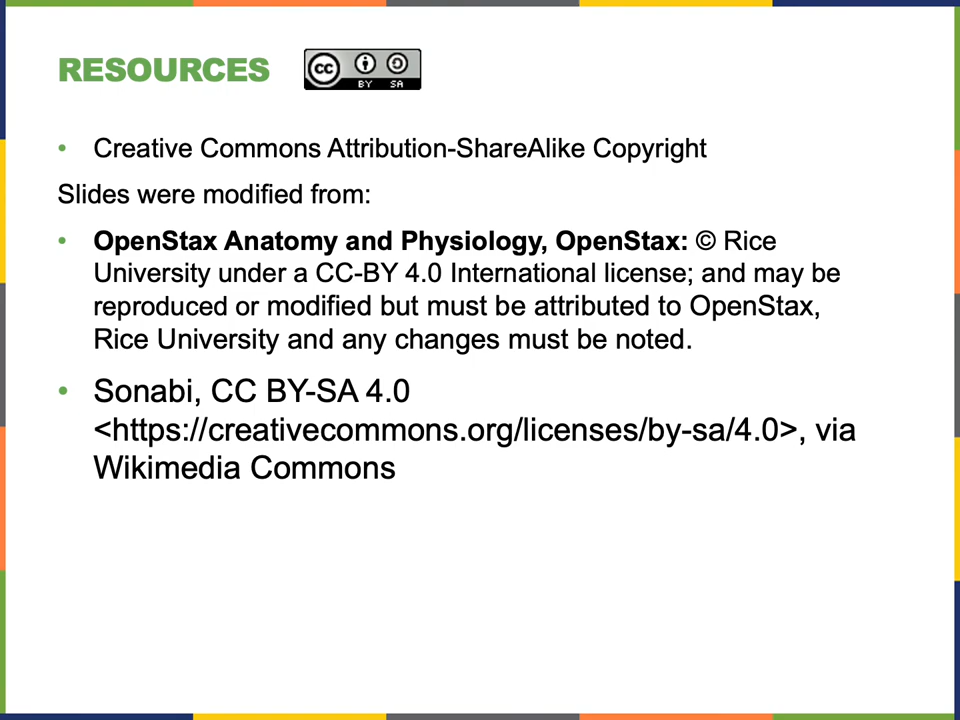 RESOURCES
cc BY SA
• Creative Commons Attribution-ShareAlike Copyright
Slides were modified from:
• OpenStax Anatomy and Physiology, OpenStax: © Rice
University under a CC-BY 4.0 International license; and may be
reproduced or modified but must be attributed to OpenStax,
Rice University and any changes must be noted.
• Sonabi, CC BY-SA 4.0
<https://creativecommons.org/licenses/by-sa/4.0>, via
Wikimedia Commons